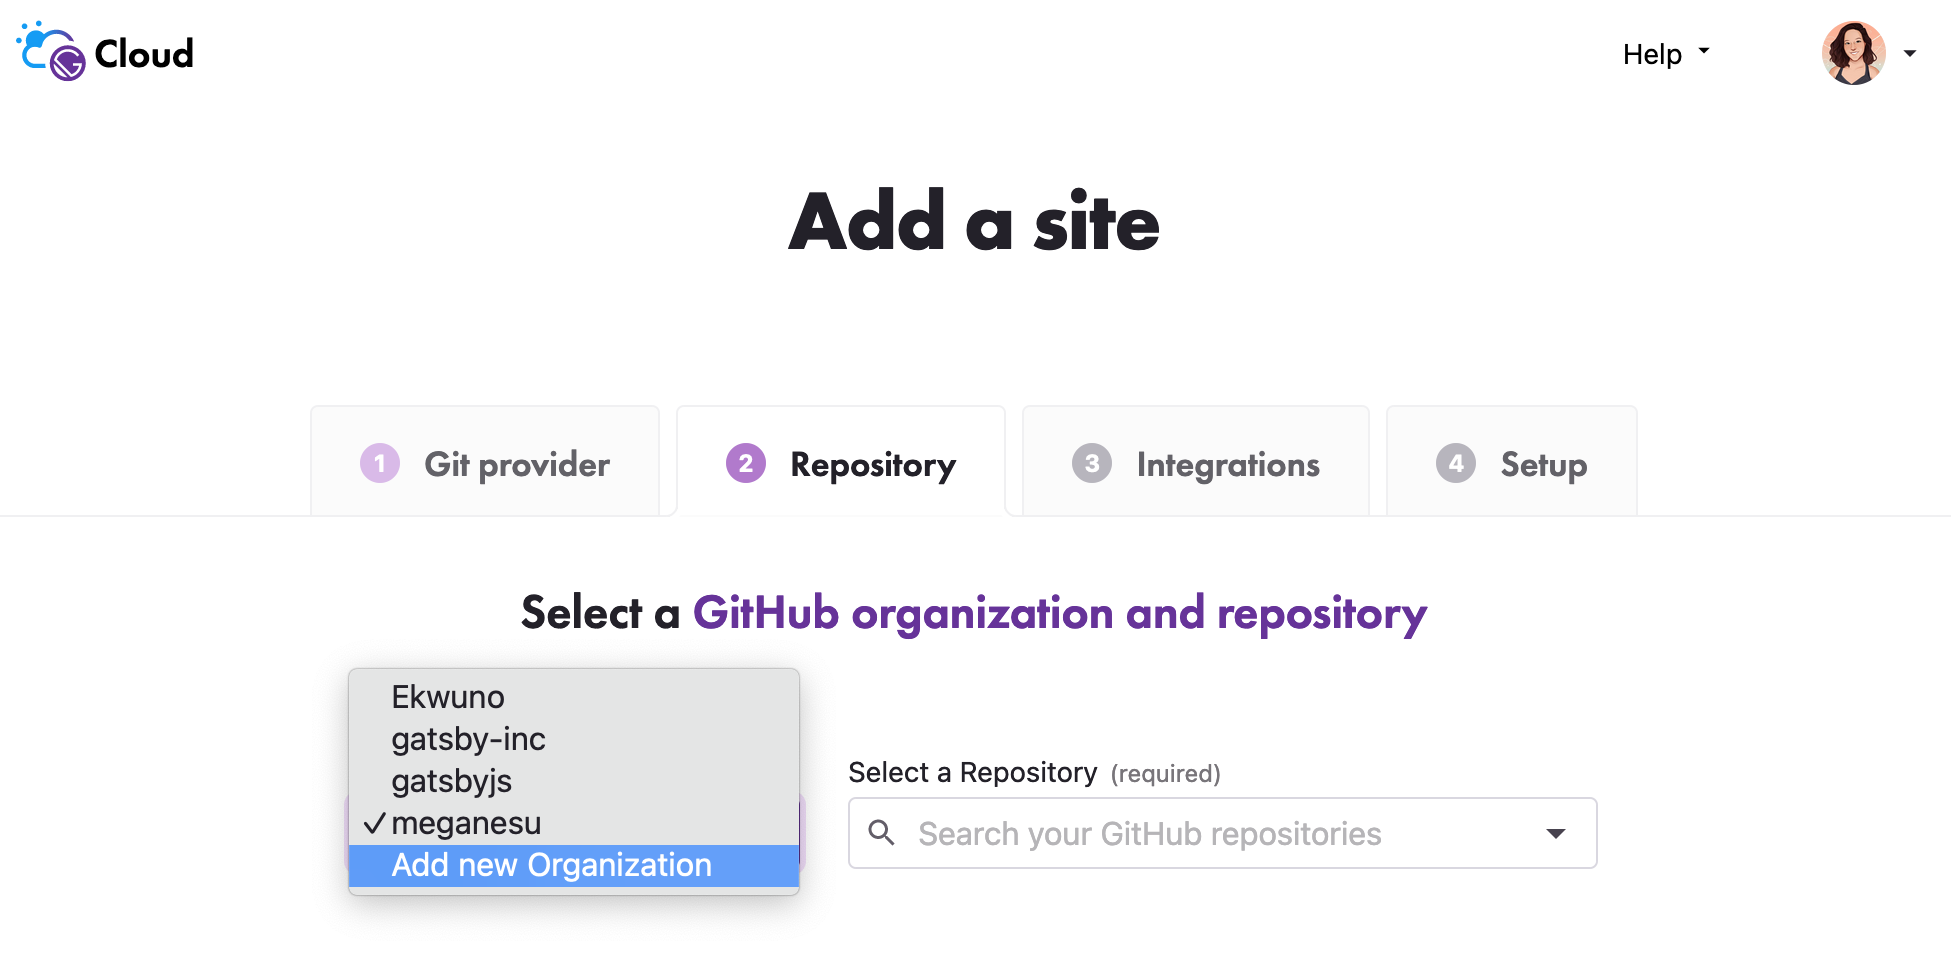 Cloud
Help
Add a site
1 Git provider
2 Repository
3 Integrations
4 Setup
Select a GitHub organization and repository
Ekwuno
gatsby-inc
gatsbyjs
✓ meganesu
Add new Organization
Select a Repository (required)
Search your GitHub repositories